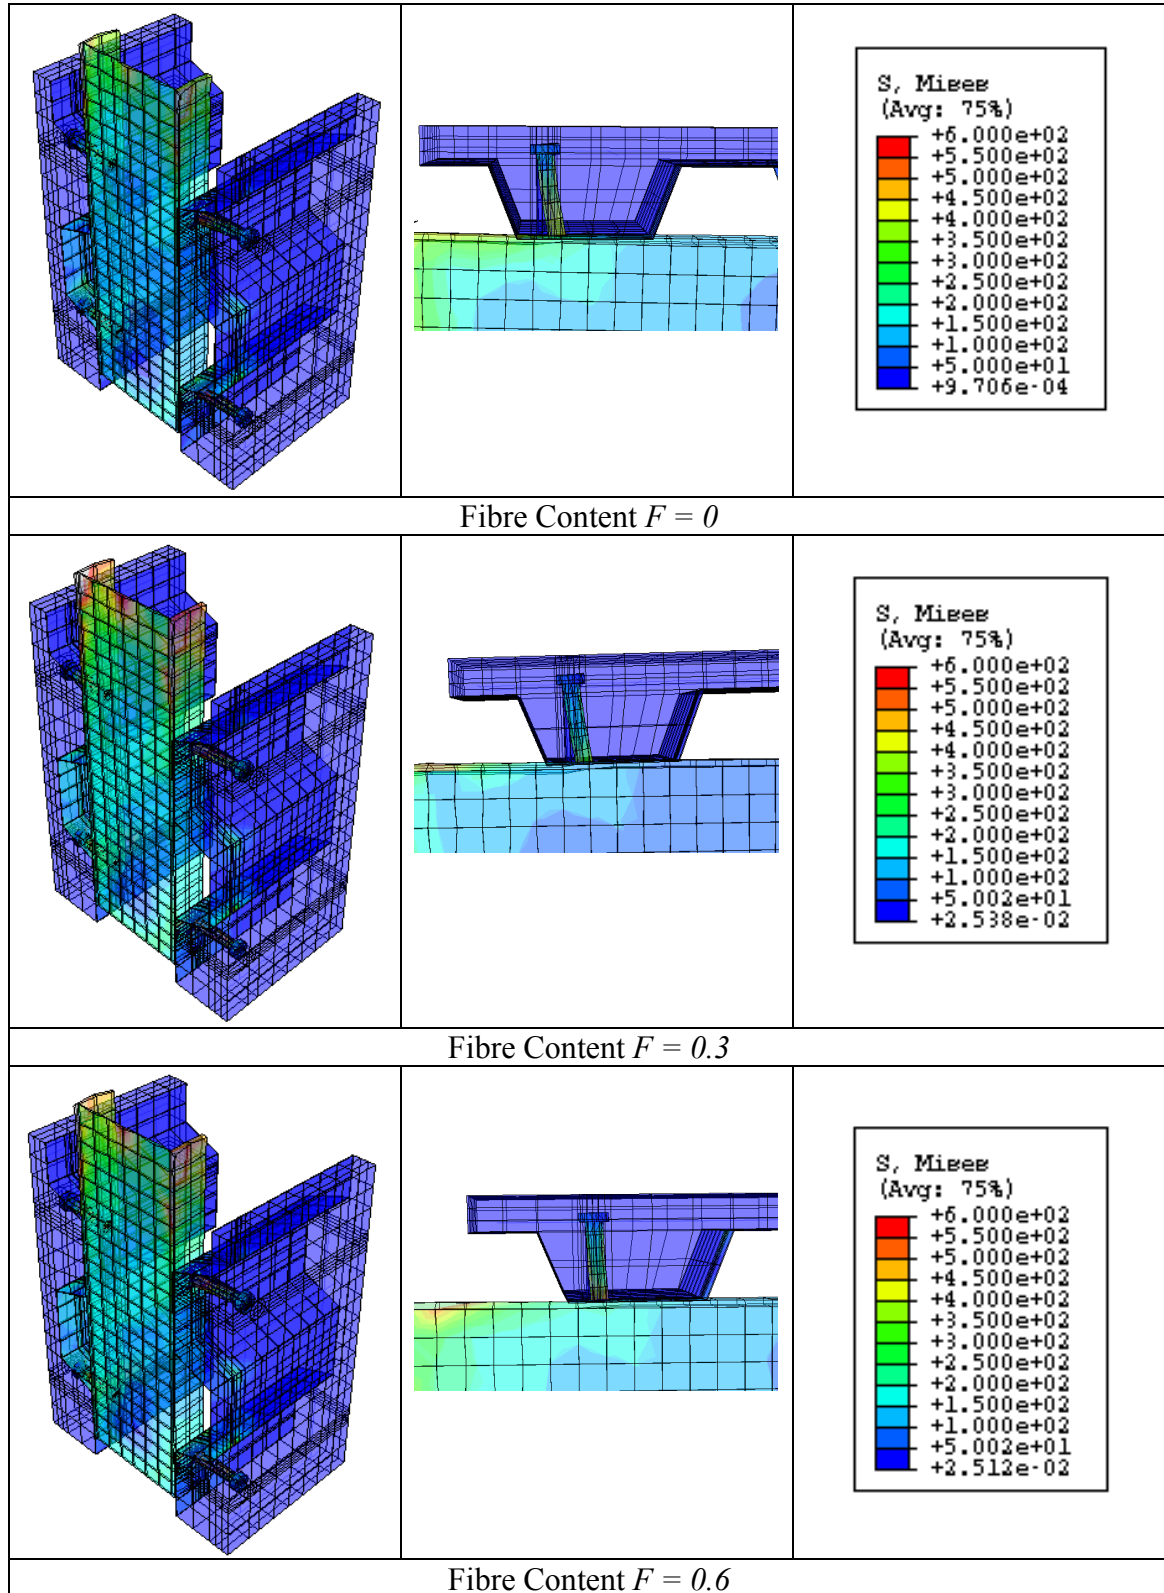 S, Mises
(Avg: 75%)
+6.000e+02
+5.500e+02
+5.000e+02
+4.500e+02
+4.000e+02
+3.500e+02
+3.000e+02
+2.500e+02
+2.000e+02
+1.500e+02
+1.000e+02
+5.000e+01
+9.706e-04
Fibre Content F = 0
S, Mises
(Avg: 75%)
+6.000e+02
+5.500e+02
+5.000e+02
+4.500e+02
+4.000e+02
+3.500e+02
+3.000e+02
+2.500e+02
+2.000e+02
+1.500e+02
+1.000e+02
+5.002e+01
+2.538e-02
Fibre Content F = 0.3
S, Mises
(Avg: 75%)
+6.000e+02
+5.500e+02
+5.000e+02
+4.500e+02
+4.000e+02
+3.500e+02
+3.000e+02
+2.500e+02
+2.000e+02
+1.500e+02
+1.000e+02
+5.002e+01
+2.512e-02
Fibre Content F = 0.6